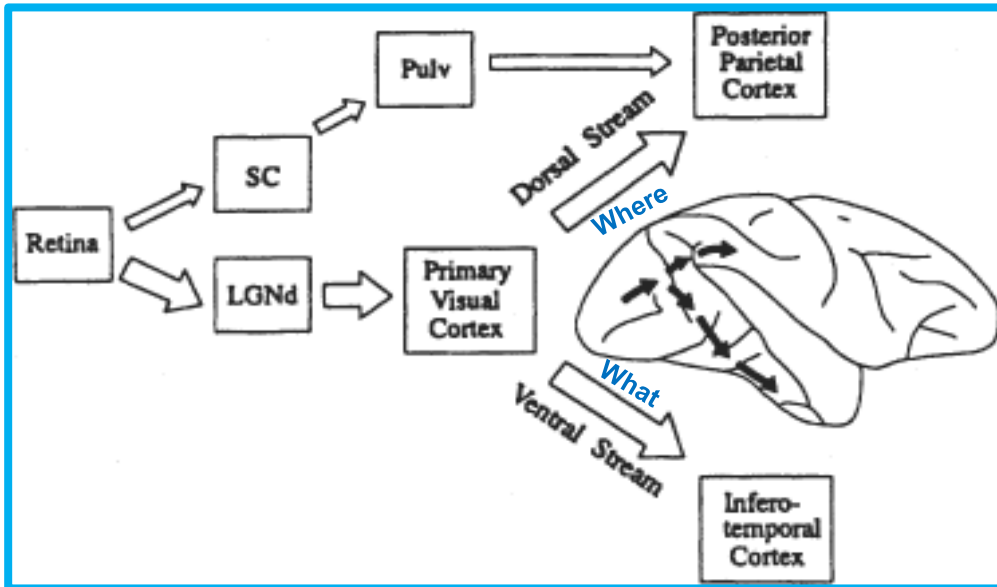 Pulv
Posterior
Parietal
Cortex
SC
Dorsal Stream
Where
Retina
LGNd
Primary
Visual
Cortex
What
Ventral Stream
Infero-
temporal
Cortex